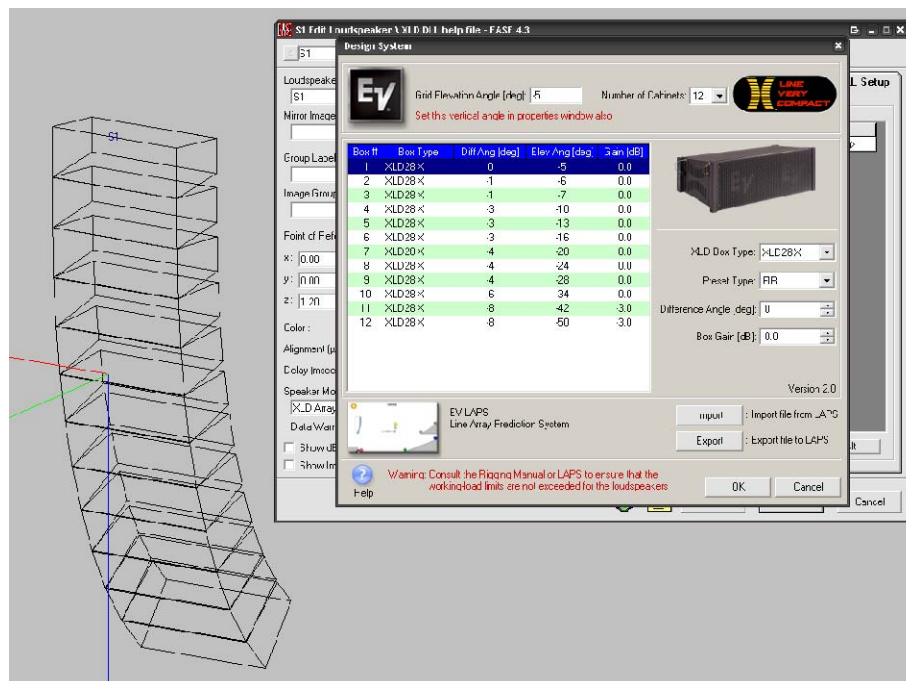 S1 Edit Loudspeaker \ XLD DLL help file - EASE 4.3
S1
Design System
L Setup
Loudspeake
S1
Mirror Image
Group Label
Image Group
Point of Refe
x: 0.00
y: 0.00
z: 1.20
Color :
Alignment (µ
Delay (msec
Speaker Mo
XLD Array
Data Warn
Show dB
Show Im
EV
Grid Elevation Angle [deg]: -5
Number of Cabinets: 12
Set this vertical angle in properties window also
LINE
VERY
COMPACT
Box # Box Type Diff Ang [deg] Elev Ang [deg] Gain [dB]
1 XLD28X 0 -5 0.0
2 XLD28X -1 -6 0.0
3 XLD28X -1 -7 0.0
4 XLD28X -3 -10 0.0
5 XLD28X -3 -13 0.0
6 XLD28X -3 -16 0.0
7 XLD28X -4 -20 0.0
8 XLD28X -4 -24 0.0
9 XLD28X -4 -28 0.0
10 XLD28X -6 -34 0.0
11 XLD28X -8 -42 -3.0
12 XLD28X -8 -50 -3.0
XLD Box Type: XLD28X
Preset Type: FIR
Difference Angle [deg]: 0
Box Gain [dB]: 0.0
Version 2.0
EV LAPS
Line Array Prediction System
Import : Import file from LAPS
Export : Export file to LAPS
Help
Warning: Consult the Rigging Manual or LAPS to ensure that the
working-load limits are not exceeded for the loudspeakers
OK
Cancel
Cancel
S1